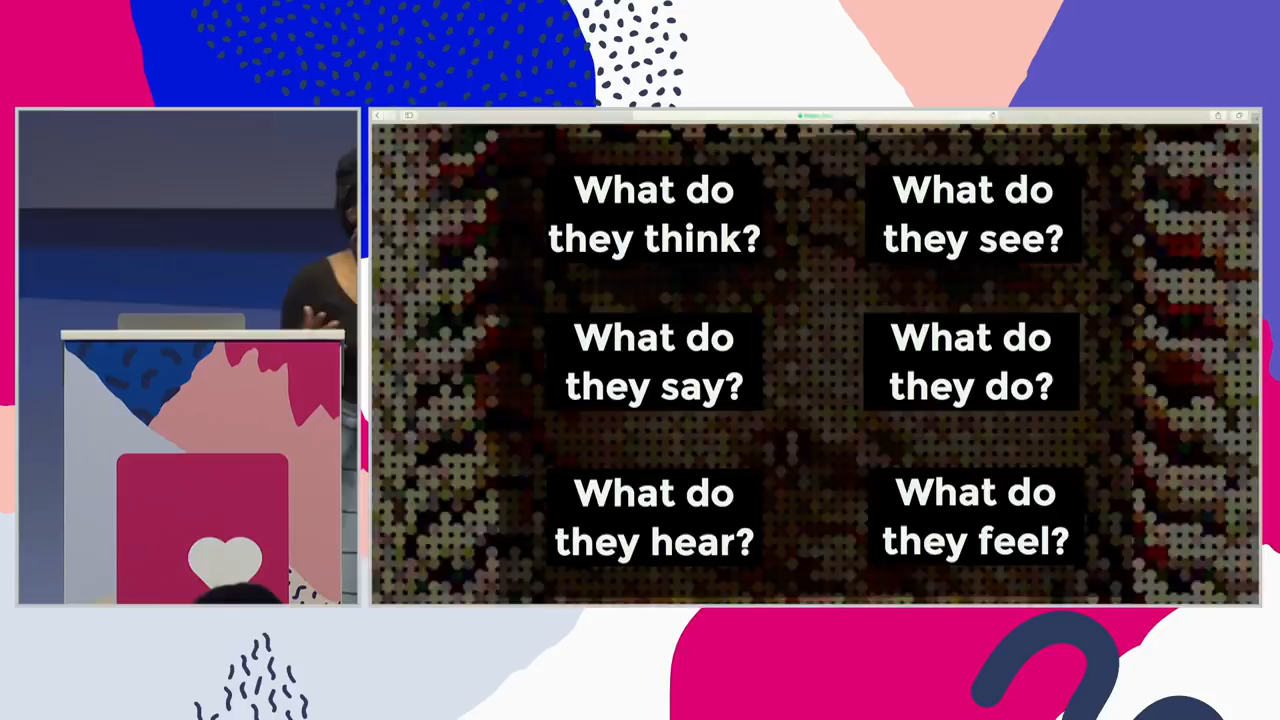 What do
they think?
What do
they see?
What do
they say?
What do
they do?
What do
they hear?
What do
they feel?